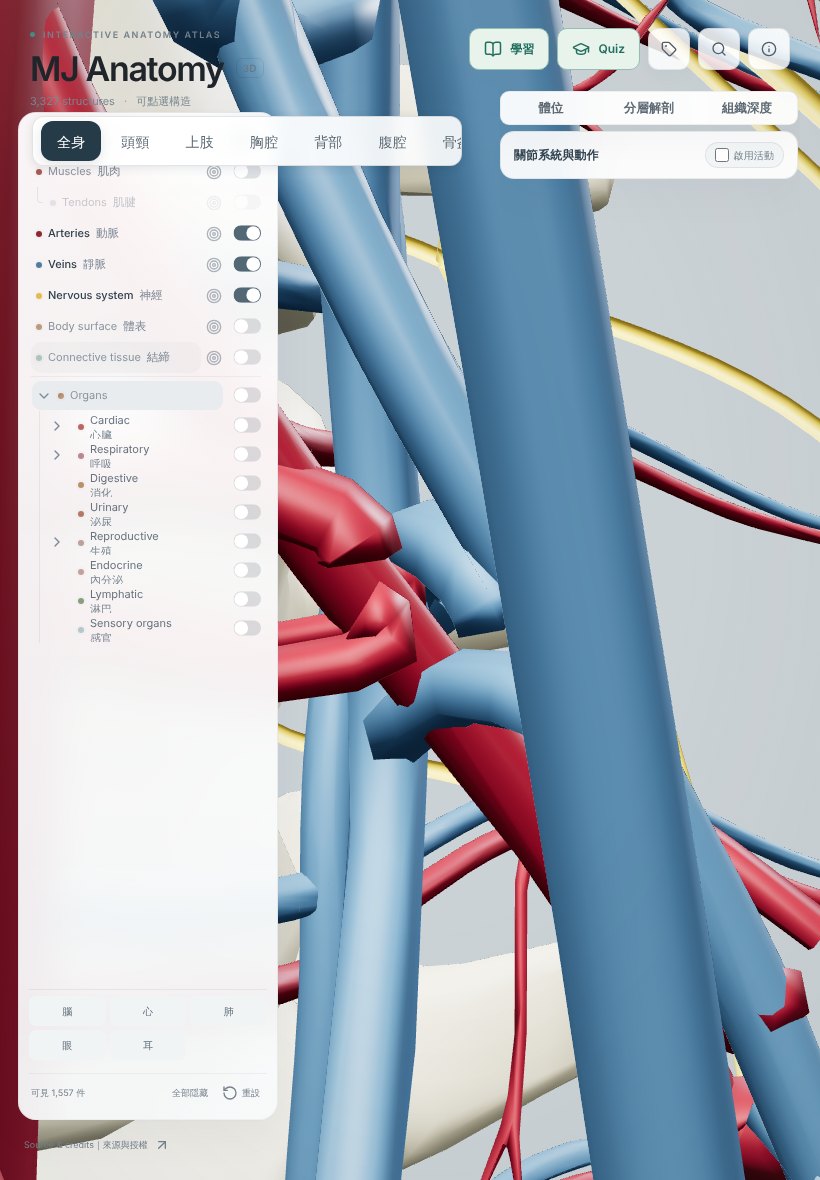 INTERACTIVE ANATOMY ATLAS
MJ Anatomy 3D
3,327 structures · 可點選構造
學習
Quiz
體位 分層解剖 組織深度
關節系統與動作 啟用活動
全身 頭頸 上肢 胸腔 背部 腹腔
Muscles 肌肉
Tendons 肌腱
Arteries 動脈
Veins 靜脈
Nervous system 神經
Body surface 體表
Connective tissue 結締
Organs
Cardiac
心臟
Respiratory
呼吸
Digestive
消化
Urinary
泌尿
Reproductive
生殖
Endocrine
內分泌
Lymphatic
淋巴
Sensory organs
感官
腦 心 肺
眼 耳
可見 1,557 件 全部隱藏 重設
credits | 來源與授權